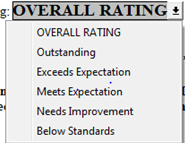 g: OVERALL RATING
OVERALL RATING
Outstanding
Exceeds Expectation
Meets Expectation
Needs Improvement
Below Standards